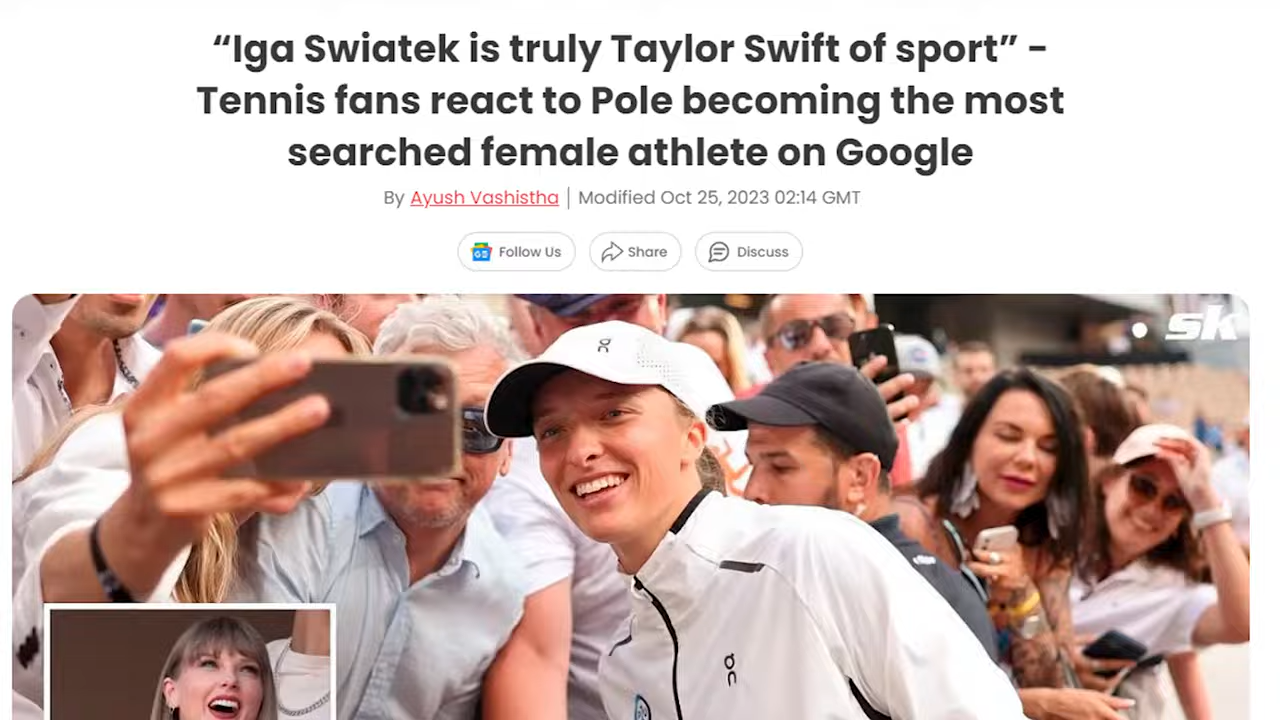 “Iga Swiatek is truly Taylor Swift of sport” -
Tennis fans react to Pole becoming the most
searched female athlete on Google
By Ayush Vashistha | Modified Oct 25, 2023 02:14 GMT
Follow Us Share Discuss
sk